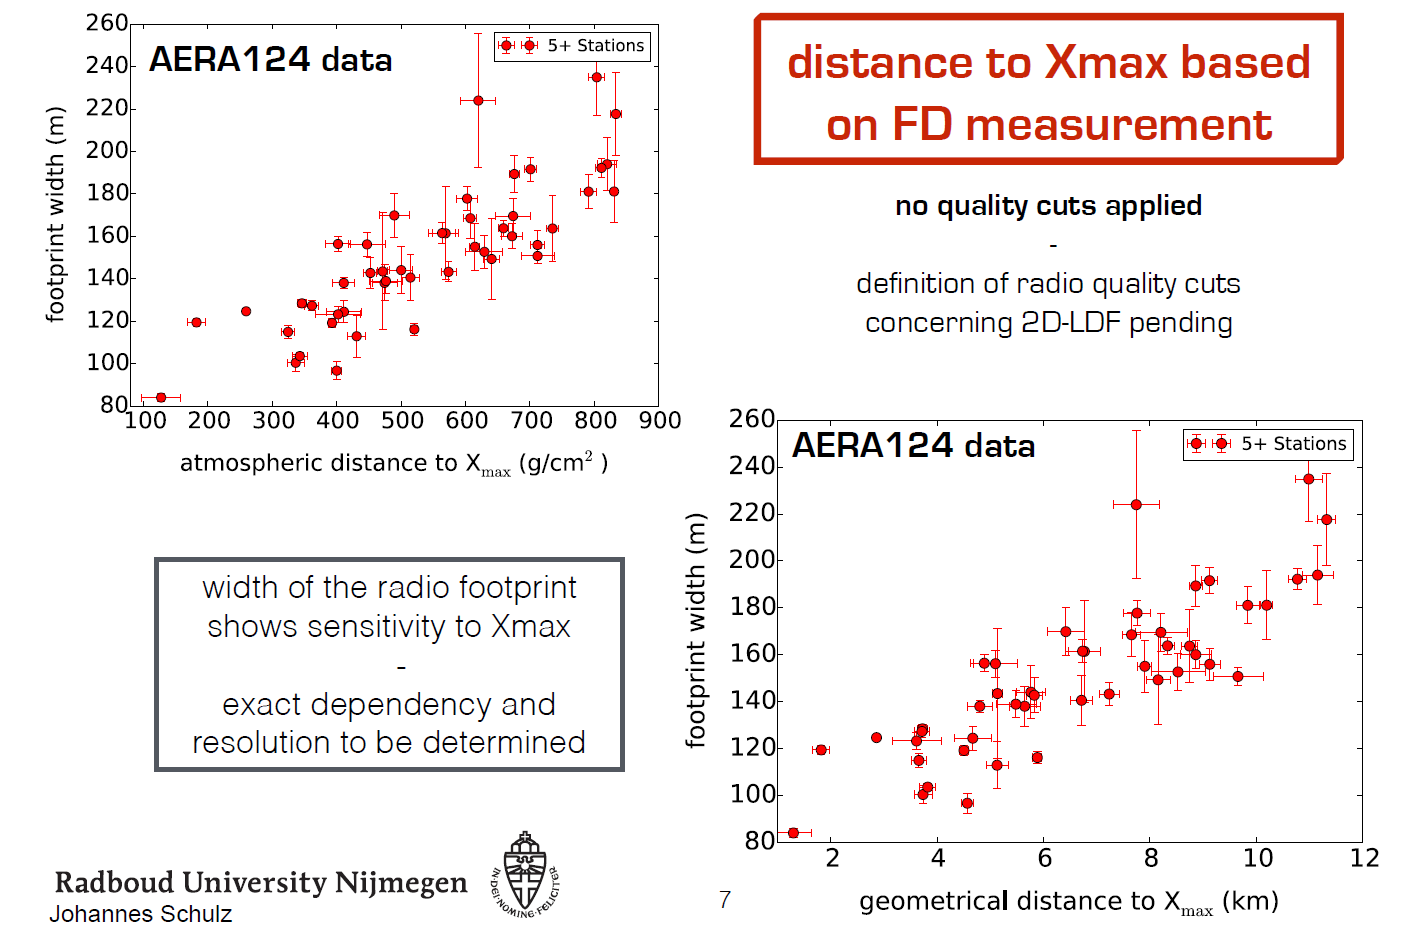 260
240
220
200
180
160
140
120
100
80
footprint width (m)
AERA124 data
5+ Stations
100 200 300 400 500 600 700 800 900
atmospheric distance to Xmax (g/cm²)
distance to Xmax based
on FD measurement
no quality cuts applied
-
definition of radio quality cuts
concerning 2D-LDF pending
width of the radio footprint
shows sensitivity to Xmax
-
exact dependency and
resolution to be determined
260
240
220
200
180
160
140
120
100
80
footprint width (m)
AERA124 data
5+ Stations
2 4 6 8 10 12
geometrical distance to Xmax (km)
Radboud University Nijmegen
IN·DEI·NOMINE·FELICITER
Johannes Schulz
7